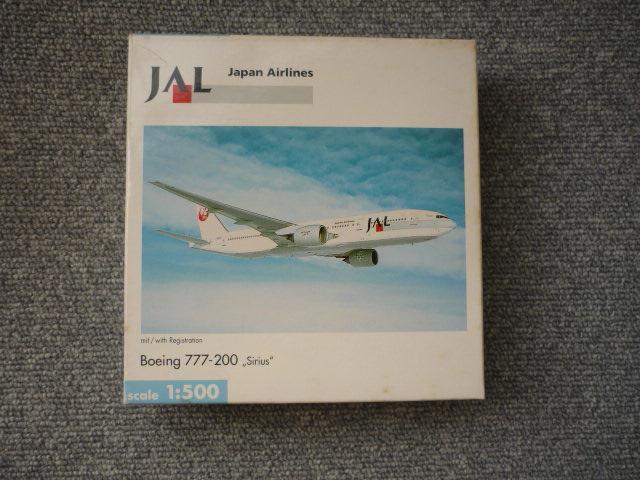 JAL
Japan Airlines
JAL
mit / with Registration
Boeing 777-200 „Sirius“
scale 1:500